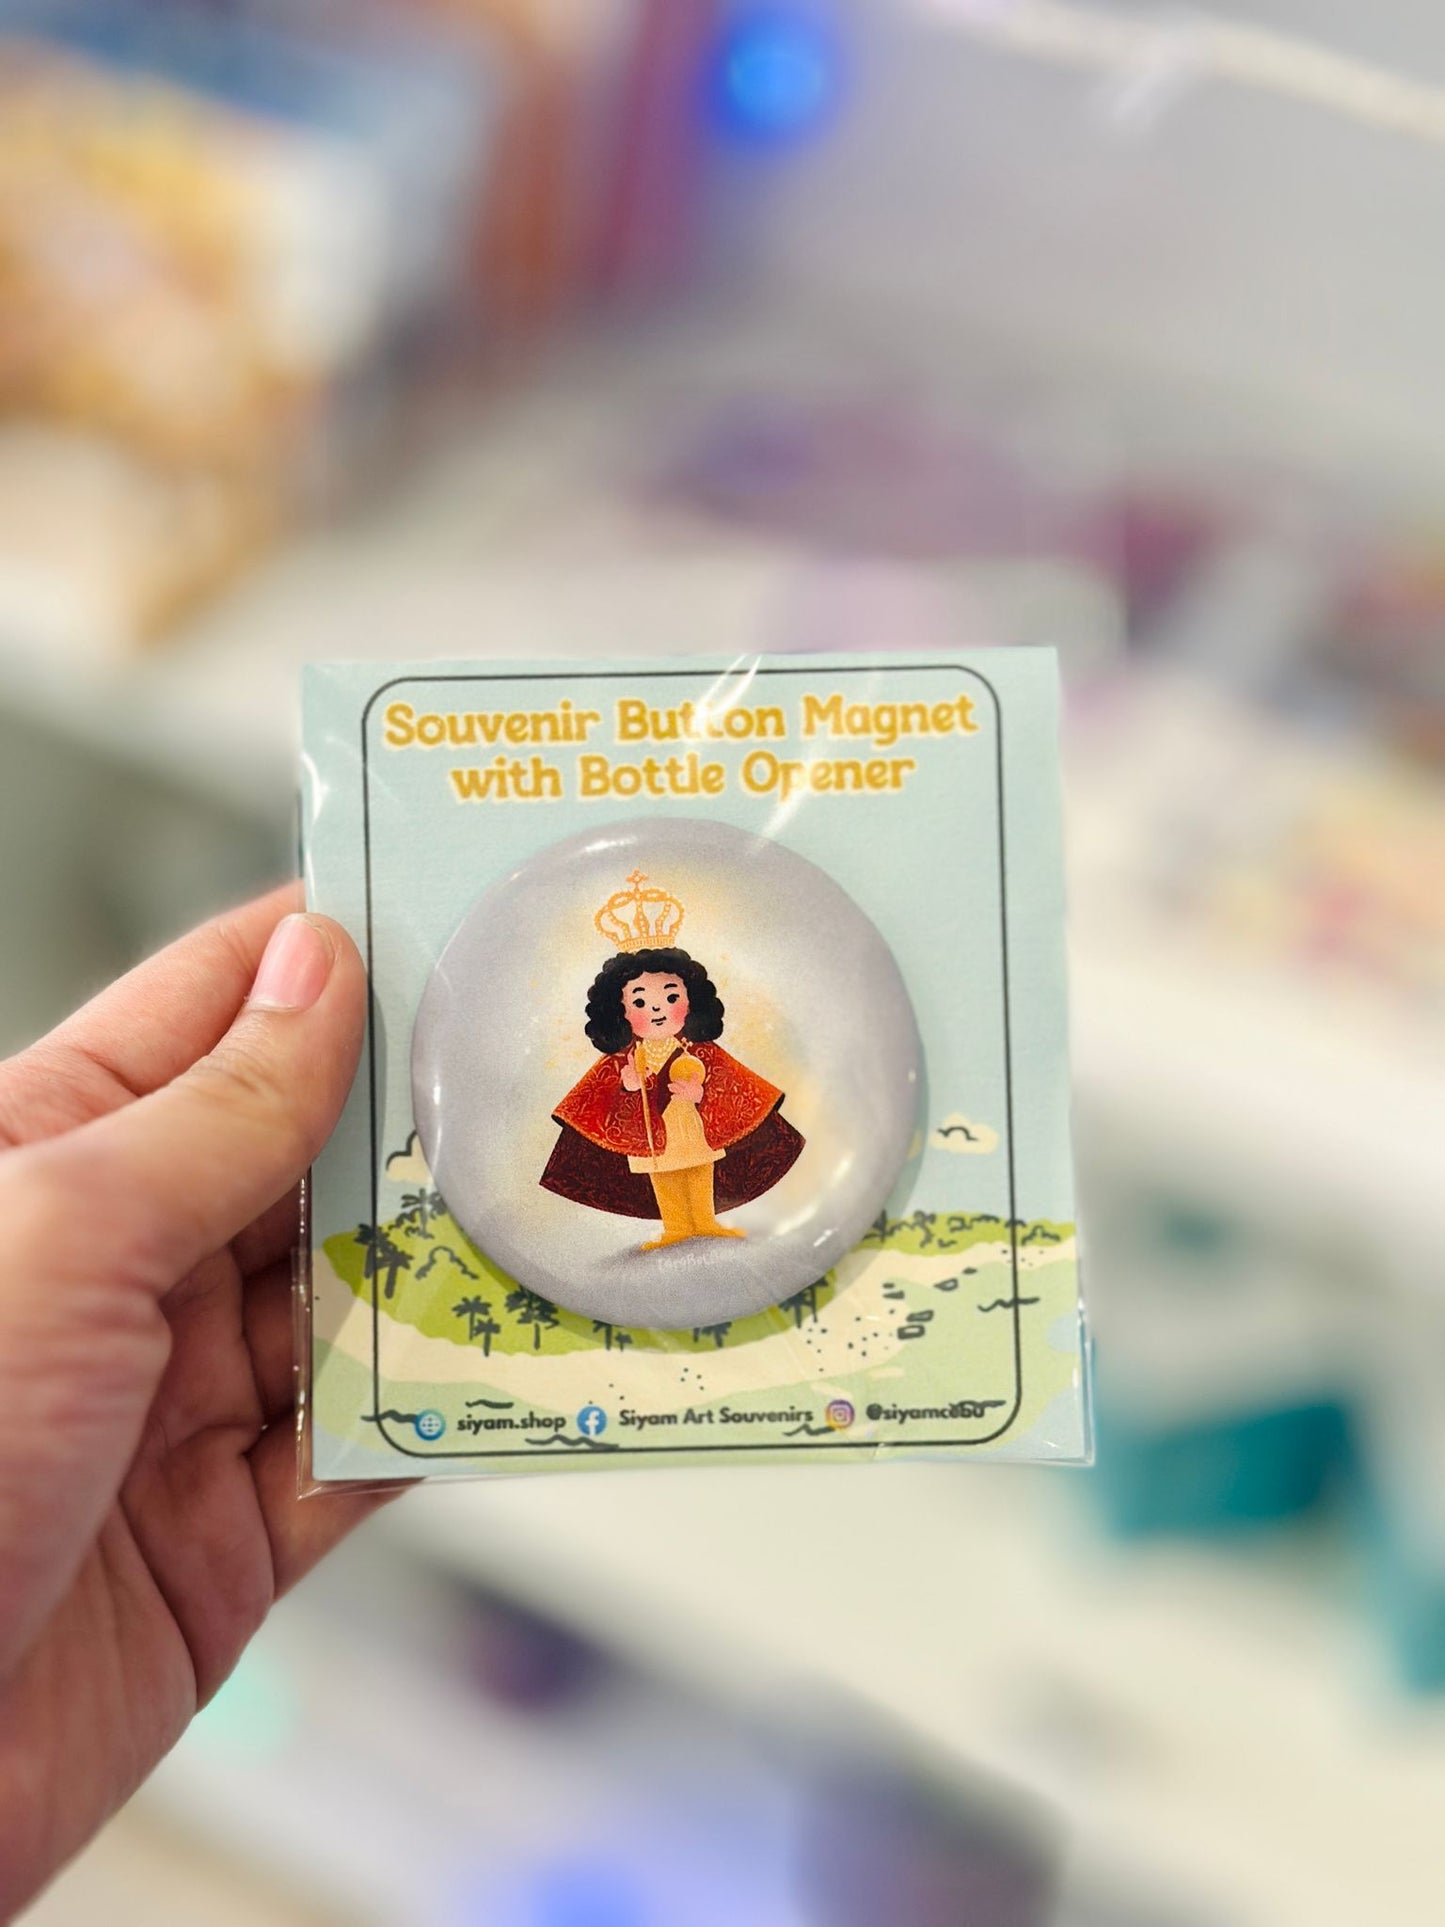 Souvenir Button Magnet
with Bottle Opener
siyam.shop Siyam Art Souvenirs @siyamcebu